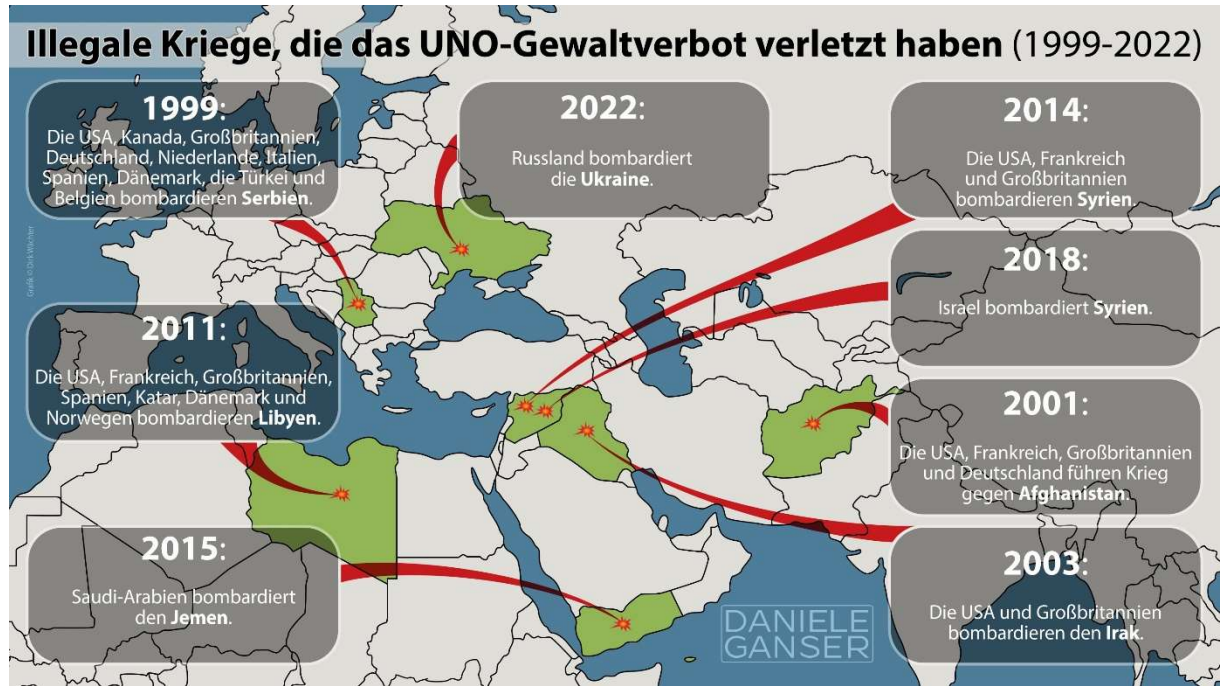 Illegale Kriege, die das UNO-Gewaltverbot verletzt haben (1999-2022)
1999:
Die USA, Kanada, Großbritannien,
Deutschland, Niederlande, Italien,
Spanien, Dänemark, die Türkei und
Belgien bombardieren Serbien.
2022:
Russland bombardiert
die Ukraine.
2014:
Die USA, Frankreich
und Großbritannien
bombardieren Syrien.
2018:
Israel bombardiert Syrien.
2011:
Die USA, Frankreich, Großbritannien,
Spanien, Katar, Dänemark und
Norwegen bombardieren Libyen.
2001:
Die USA, Frankreich, Großbritannien
und Deutschland führen Krieg
gegen Afghanistan.
2015:
Saudi-Arabien bombardiert
den Jemen.
2003:
Die USA und Großbritannien
bombardieren den Irak.
DANIELE
GANSER
Grafik © Dirk Wächter